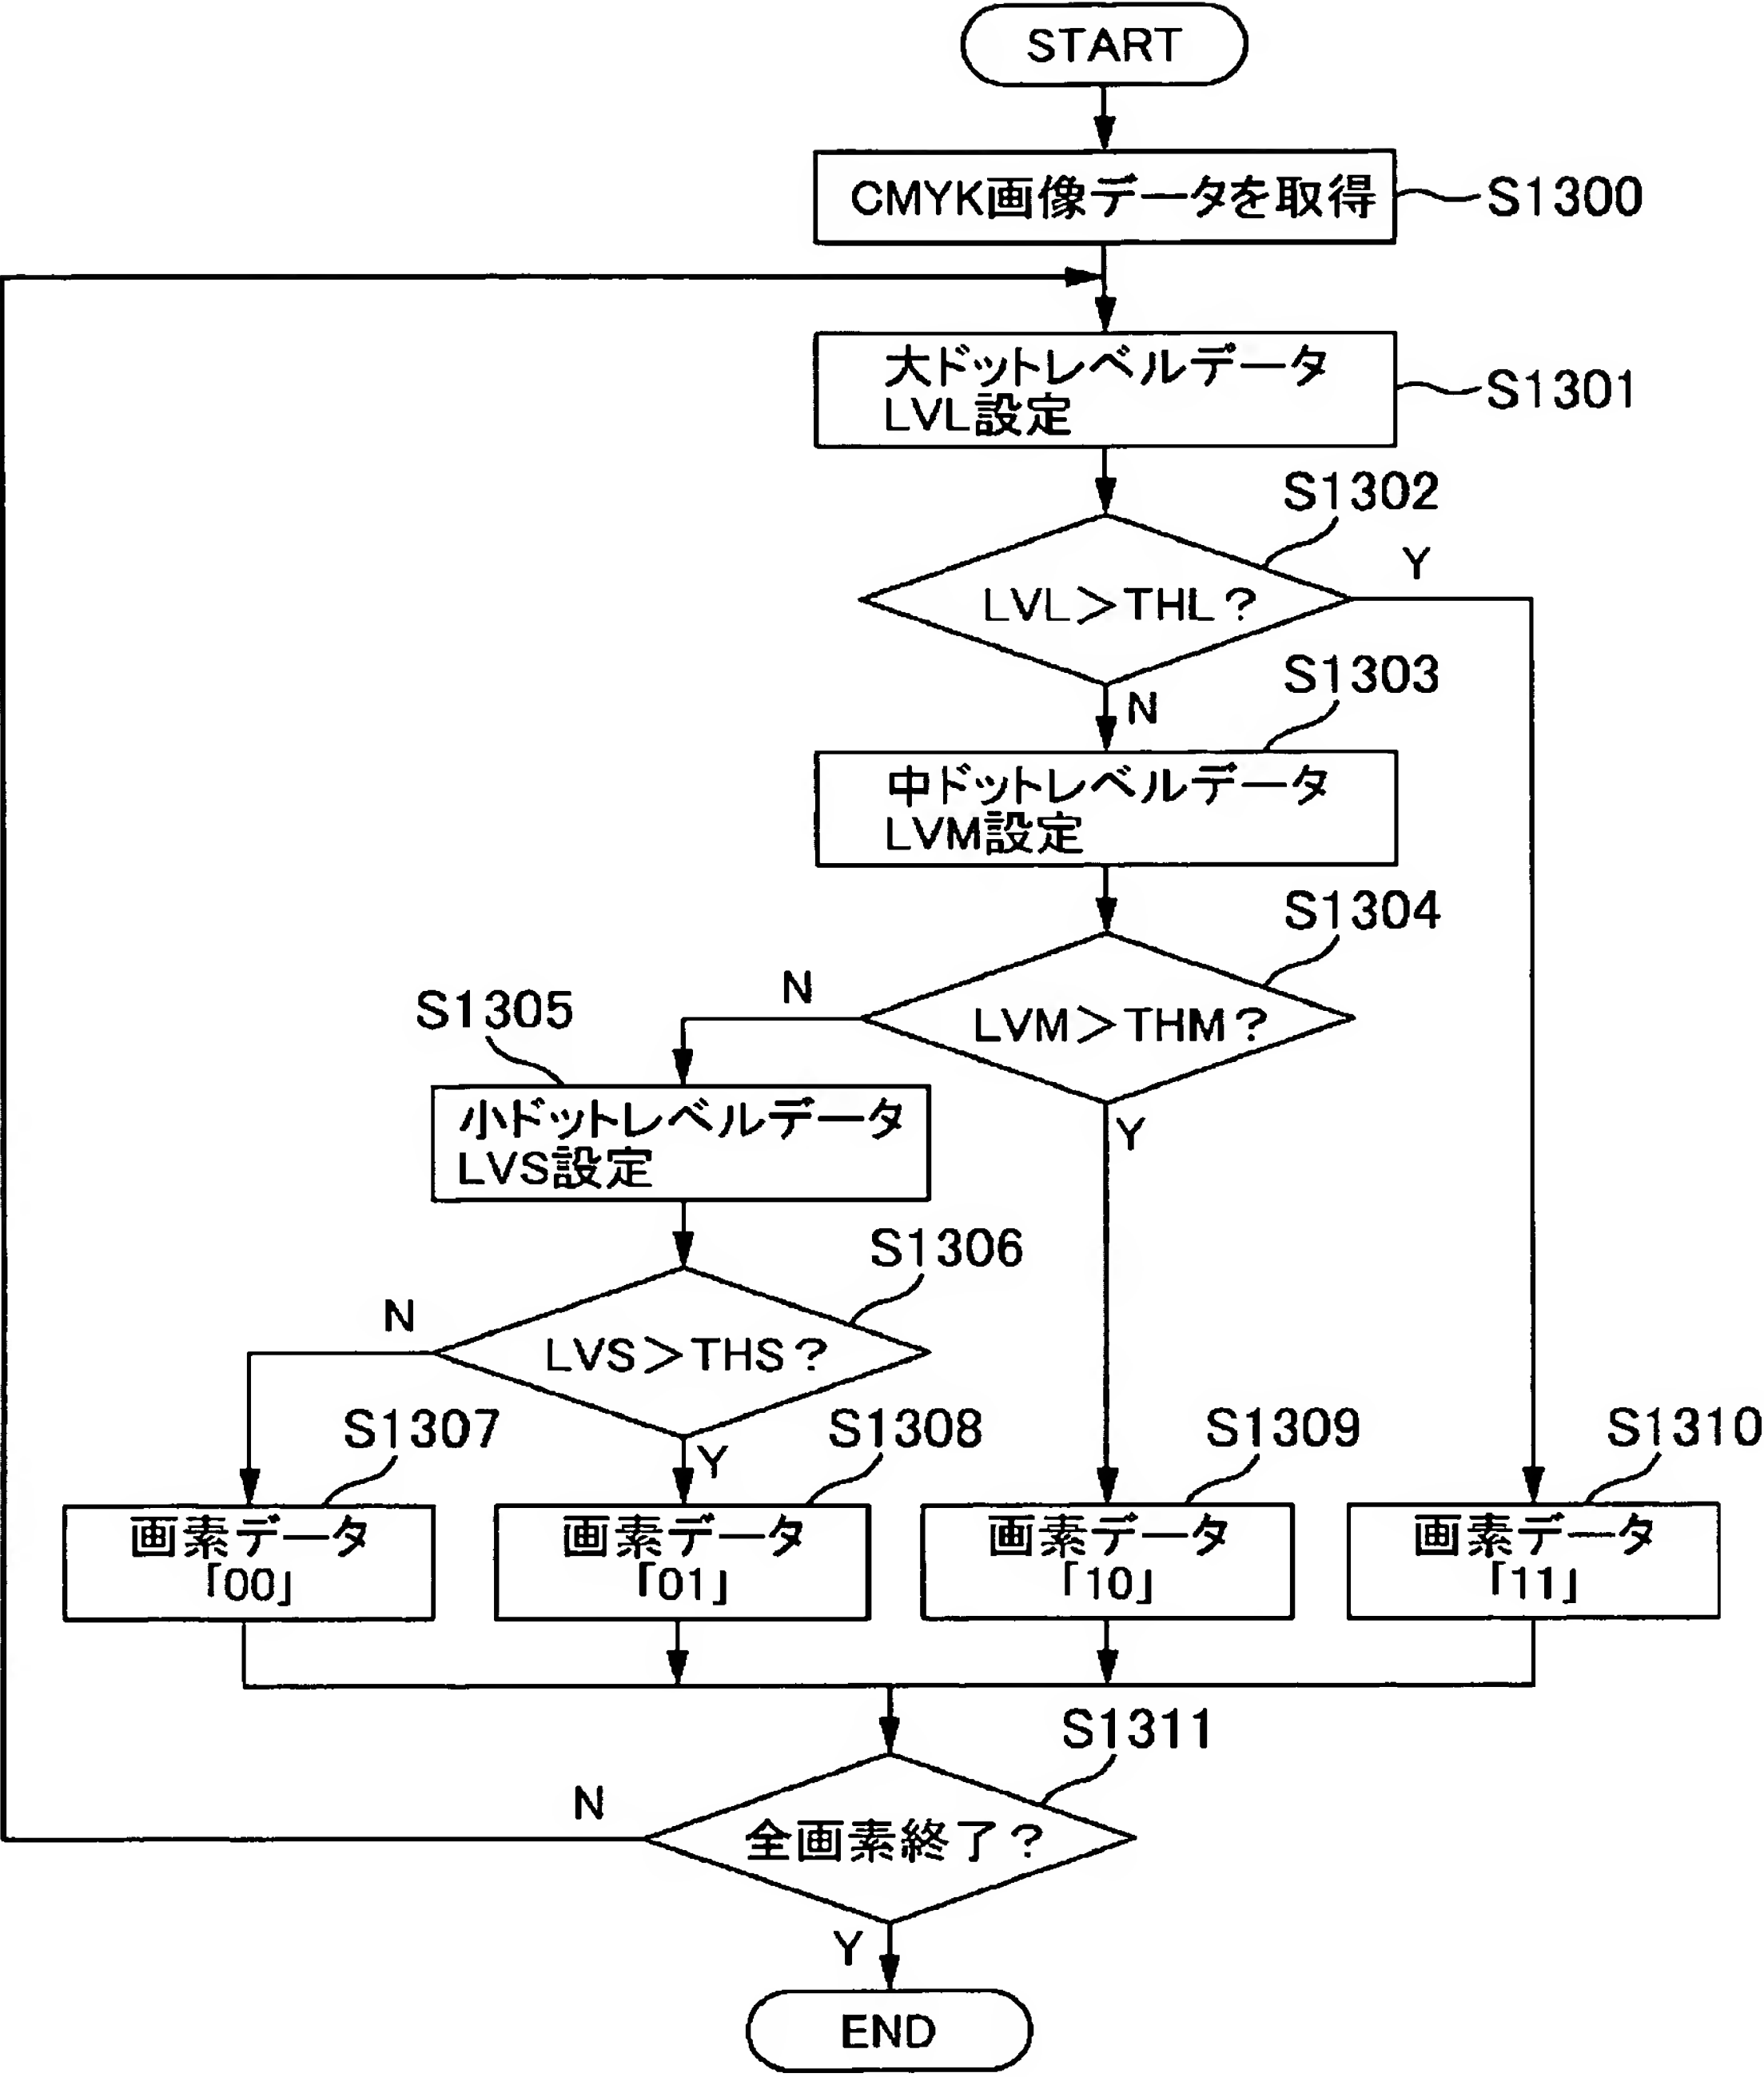 START
CMYK画像データを取得
S1300
大ドットレベルデータ
LVL設定
S1301
S1302
LVL>THL?
Y
N
S1303
中ドットレベルデータ
LVM設定
S1304
LVM>THM?
N
Y
S1305
小ドットレベルデータ
LVS設定
S1306
LVS>THS?
N
Y
S1307
画素データ
「00」
S1308
画素データ
「01」
S1309
画素データ
「10」
S1310
画素データ
「11」
S1311
全画素終了?
N
Y
END